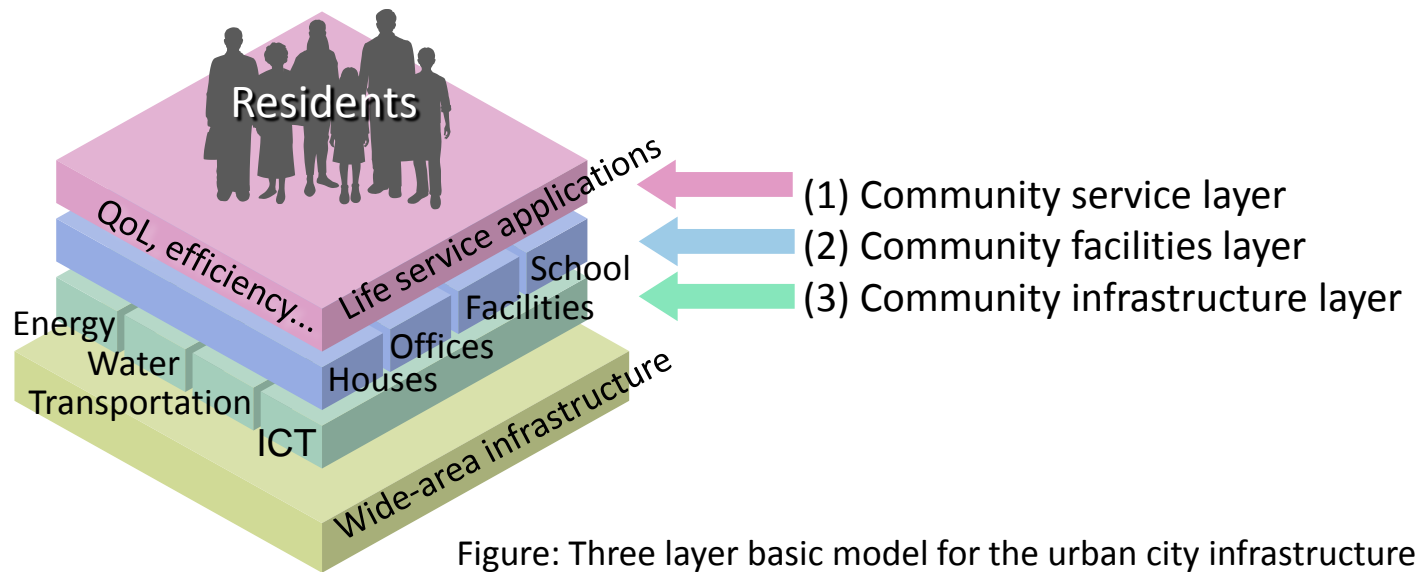 Residents
QoL, efficiency...
Life service applications
(1) Community service layer
(2) Community facilities layer
(3) Community infrastructure layer
School
Facilities
Offices
Houses
Energy
Water
Transportation
ICT
Wide-area infrastructure
Figure: Three layer basic model for the urban city infrastructure